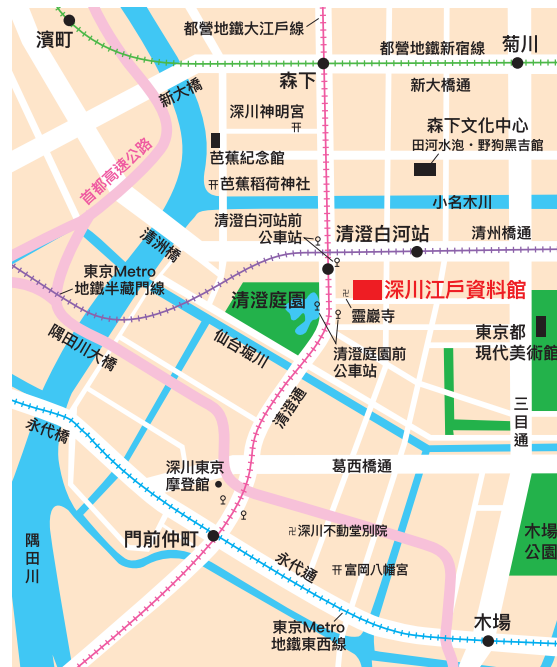 都營地鐵大江戶線
濱町
都營地鐵新宿線
菊川
森下
新大橋
新大橋通
深川神明宮
森下文化中心
田河水泡・野狗黑吉館
芭蕉紀念館
首都高速公路
芭蕉稻荷神社
小名木川
清澄白河站前
公車站
清澄白河站
清州橋通
清洲橋
東京Metro
地鐵半藏門線
深川江戶資料館
清澄庭園
靈巖寺
東京都
現代美術館
隅田川大橋
仙台堀川
清澄庭園前
公車站
清澄通
三目通
永代橋
深川東京
摩登館
葛西橋通
門前仲町
深川不動堂別院
木場
公園
隅田川
永代通
富岡八幡宮
東京Metro
地鐵東西線
木場